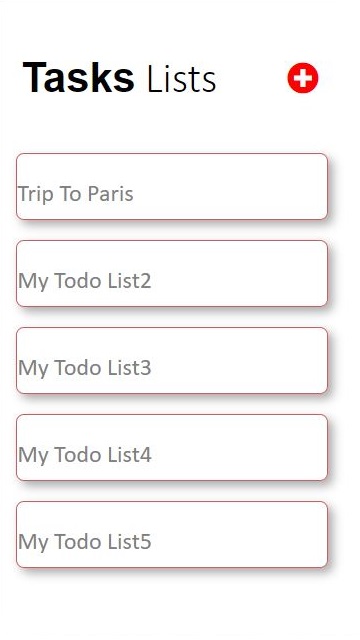 Tasks Lists
Trip To Paris
My Todo List2
My Todo List3
My Todo List4
My Todo List5